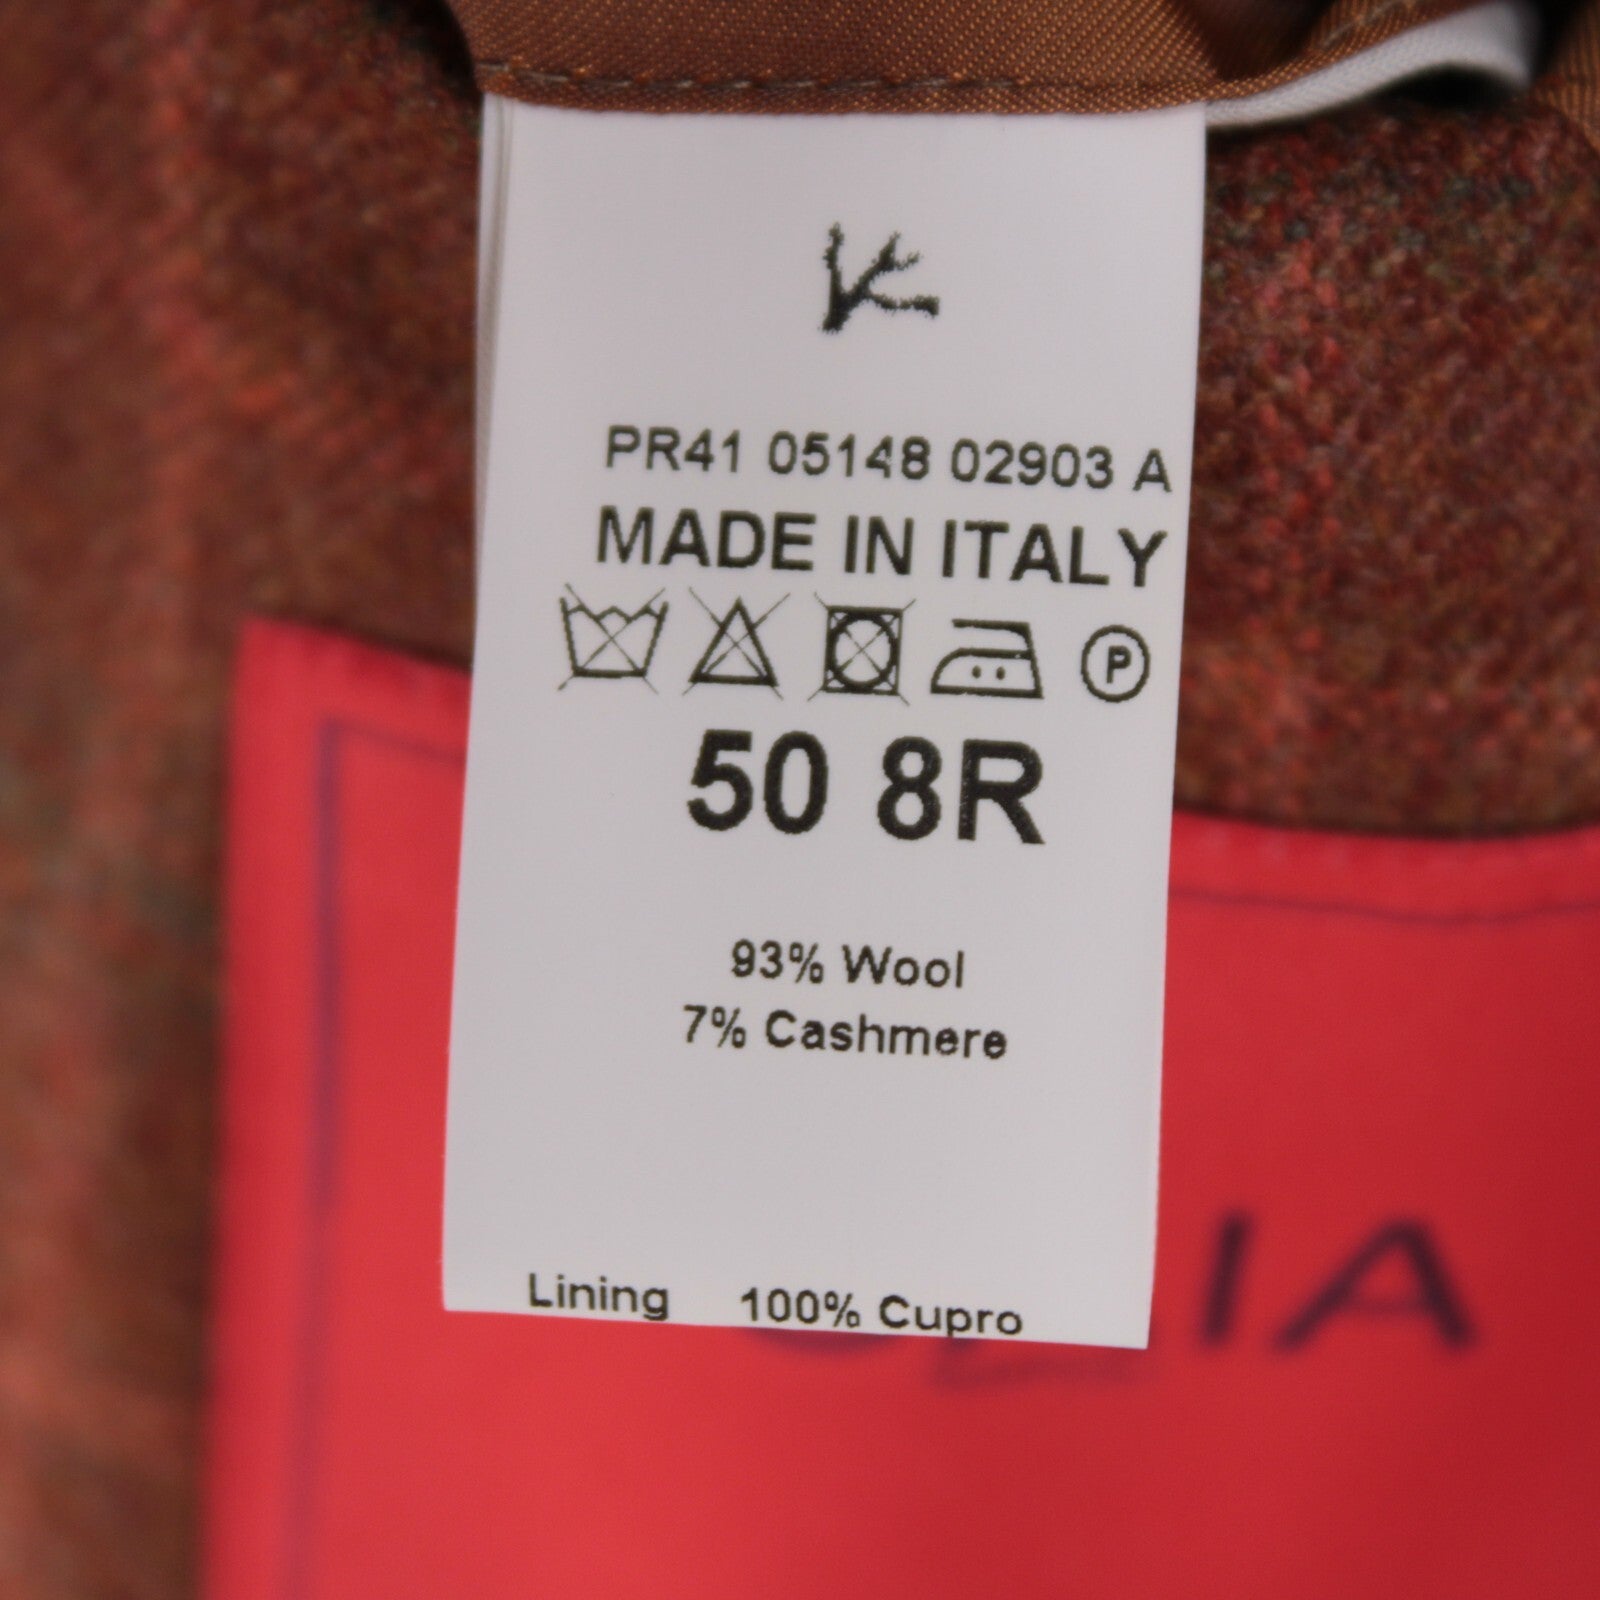 PR41 05148 02903 A
MADE IN ITALY
P
50 8R
93% Wool
7% Cashmere
Lining 100% Cupro